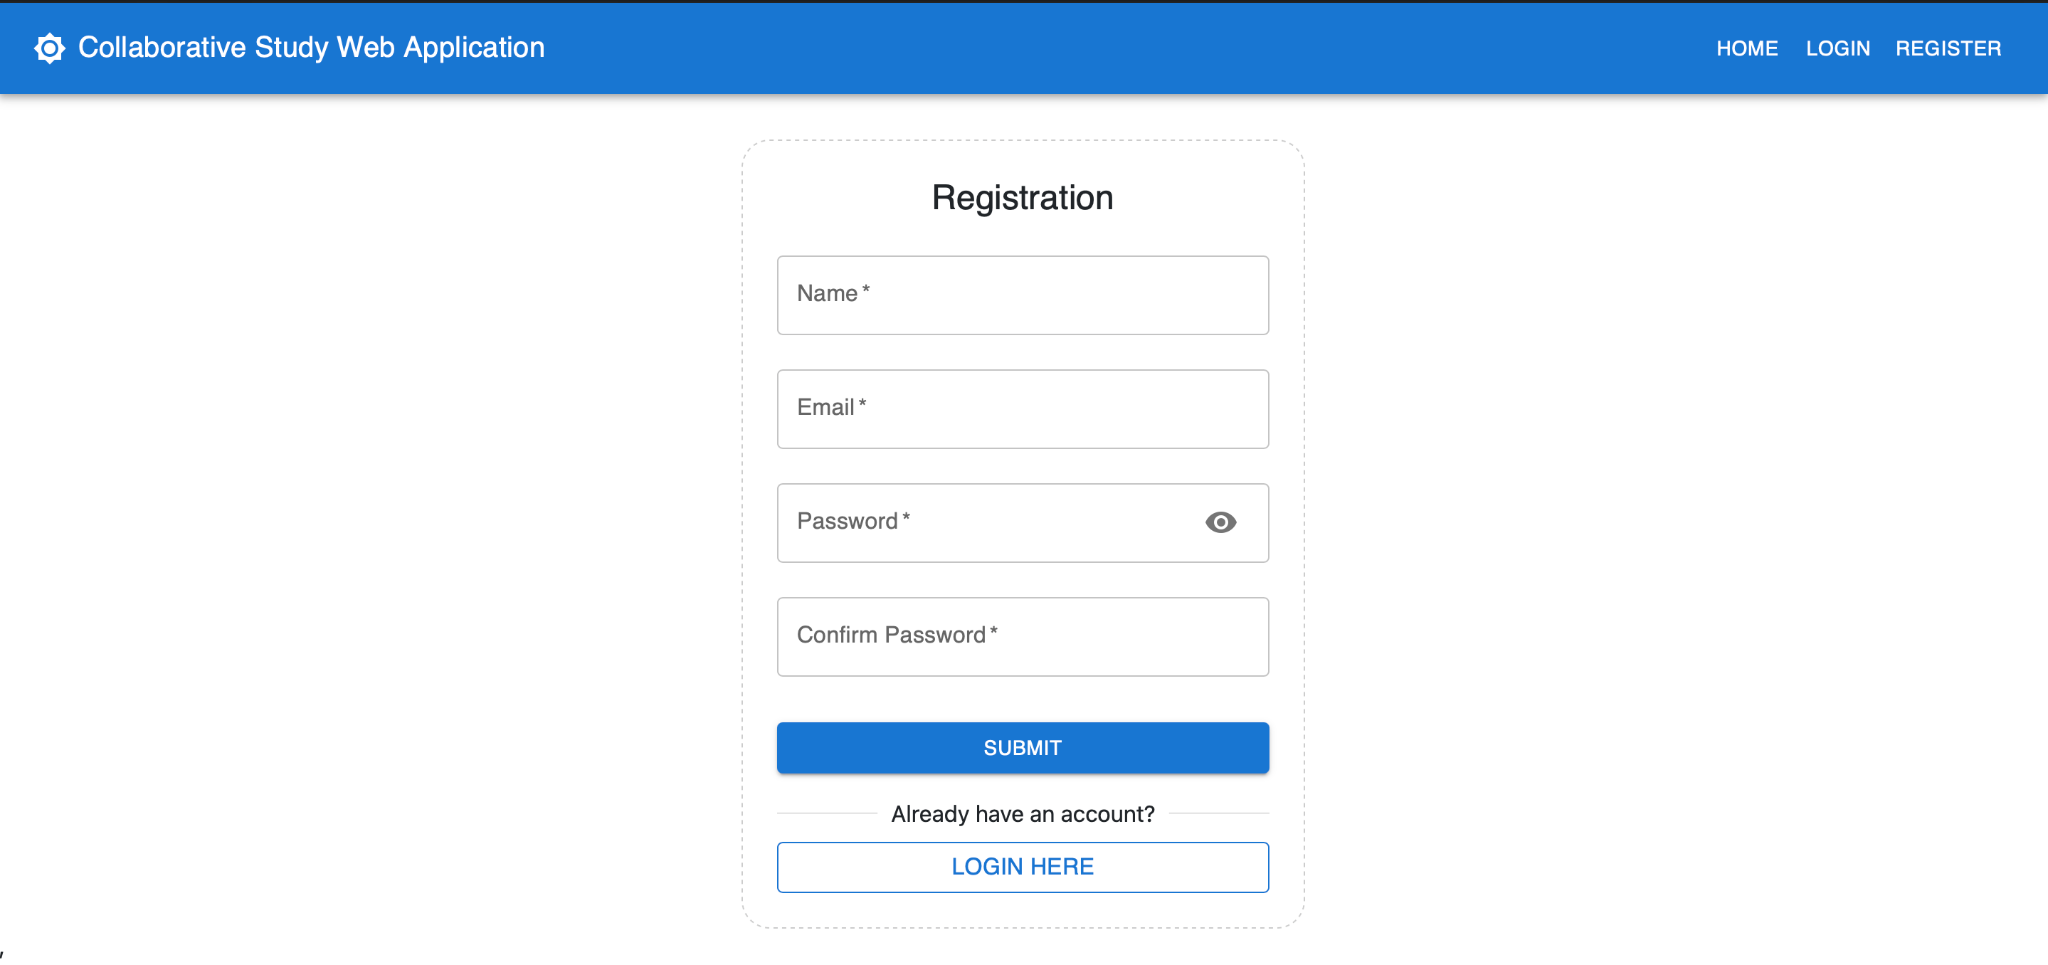 Collaborative Study Web Application
HOME LOGIN REGISTER
Registration
Name *
Email *
Password *
Confirm Password *
SUBMIT
Already have an account?
LOGIN HERE
,